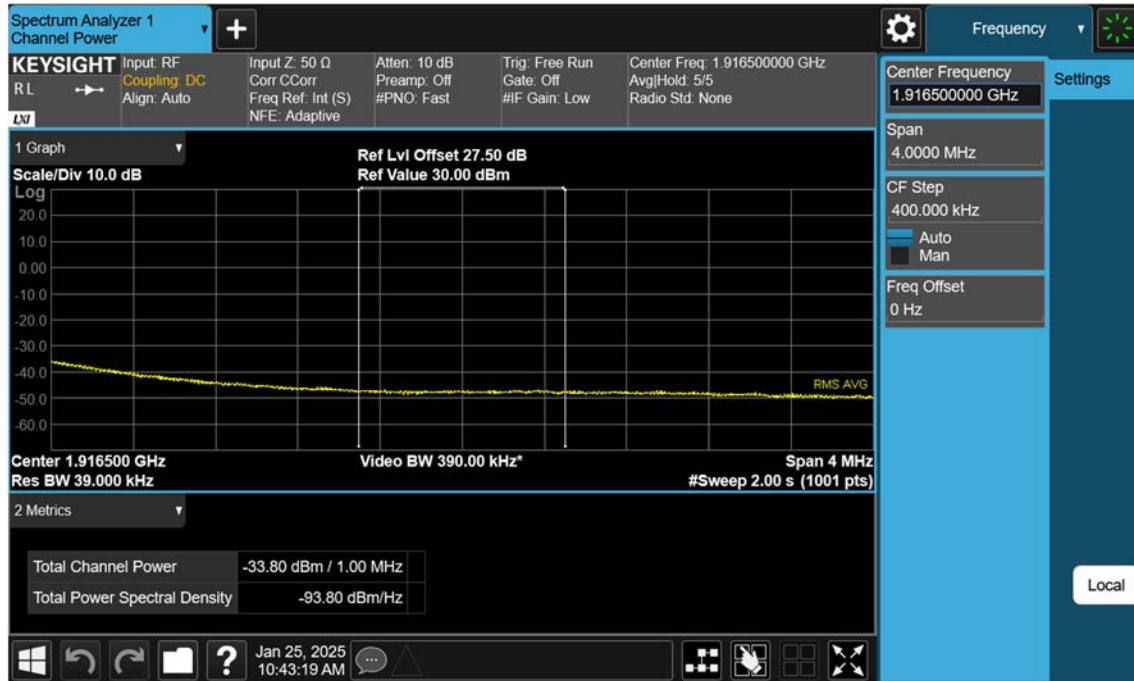 Spectrum Analyzer 1
Channel Power
Frequency
KEYSIGHT
R L
LXI
Input: RF
Coupling: DC
Align: Auto
Input Z: 50 Ω
Corr CCorr
Freq Ref: Int (S)
NFE: Adaptive
Atten: 10 dB
Preamp: Off
#PNO: Fast
Trig: Free Run
Gate: Off
#IF Gain: Low
Center Freq: 1.916500000 GHz
Avg|Hold: 5/5
Radio Std: None
Center Frequency
1.916500000 GHz
Settings
Span
4.0000 MHz
CF Step
400.000 kHz
Auto
Man
Freq Offset
0 Hz
1 Graph
Scale/Div 10.0 dB
Ref Lvl Offset 27.50 dB
Ref Value 30.00 dBm
Log
20.0
10.0
0.00
-10.0
-20.0
-30.0
-40.0
-50.0
-60.0
RMS AVG
Center 1.916500 GHz
Video BW 390.00 kHz*
Span 4 MHz
Res BW 39.000 kHz
#Sweep 2.00 s (1001 pts)
2 Metrics
Total Channel Power -33.80 dBm / 1.00 MHz
Total Power Spectral Density -93.80 dBm/Hz
Local
?
Jan 25, 2025
10:43:19 AM